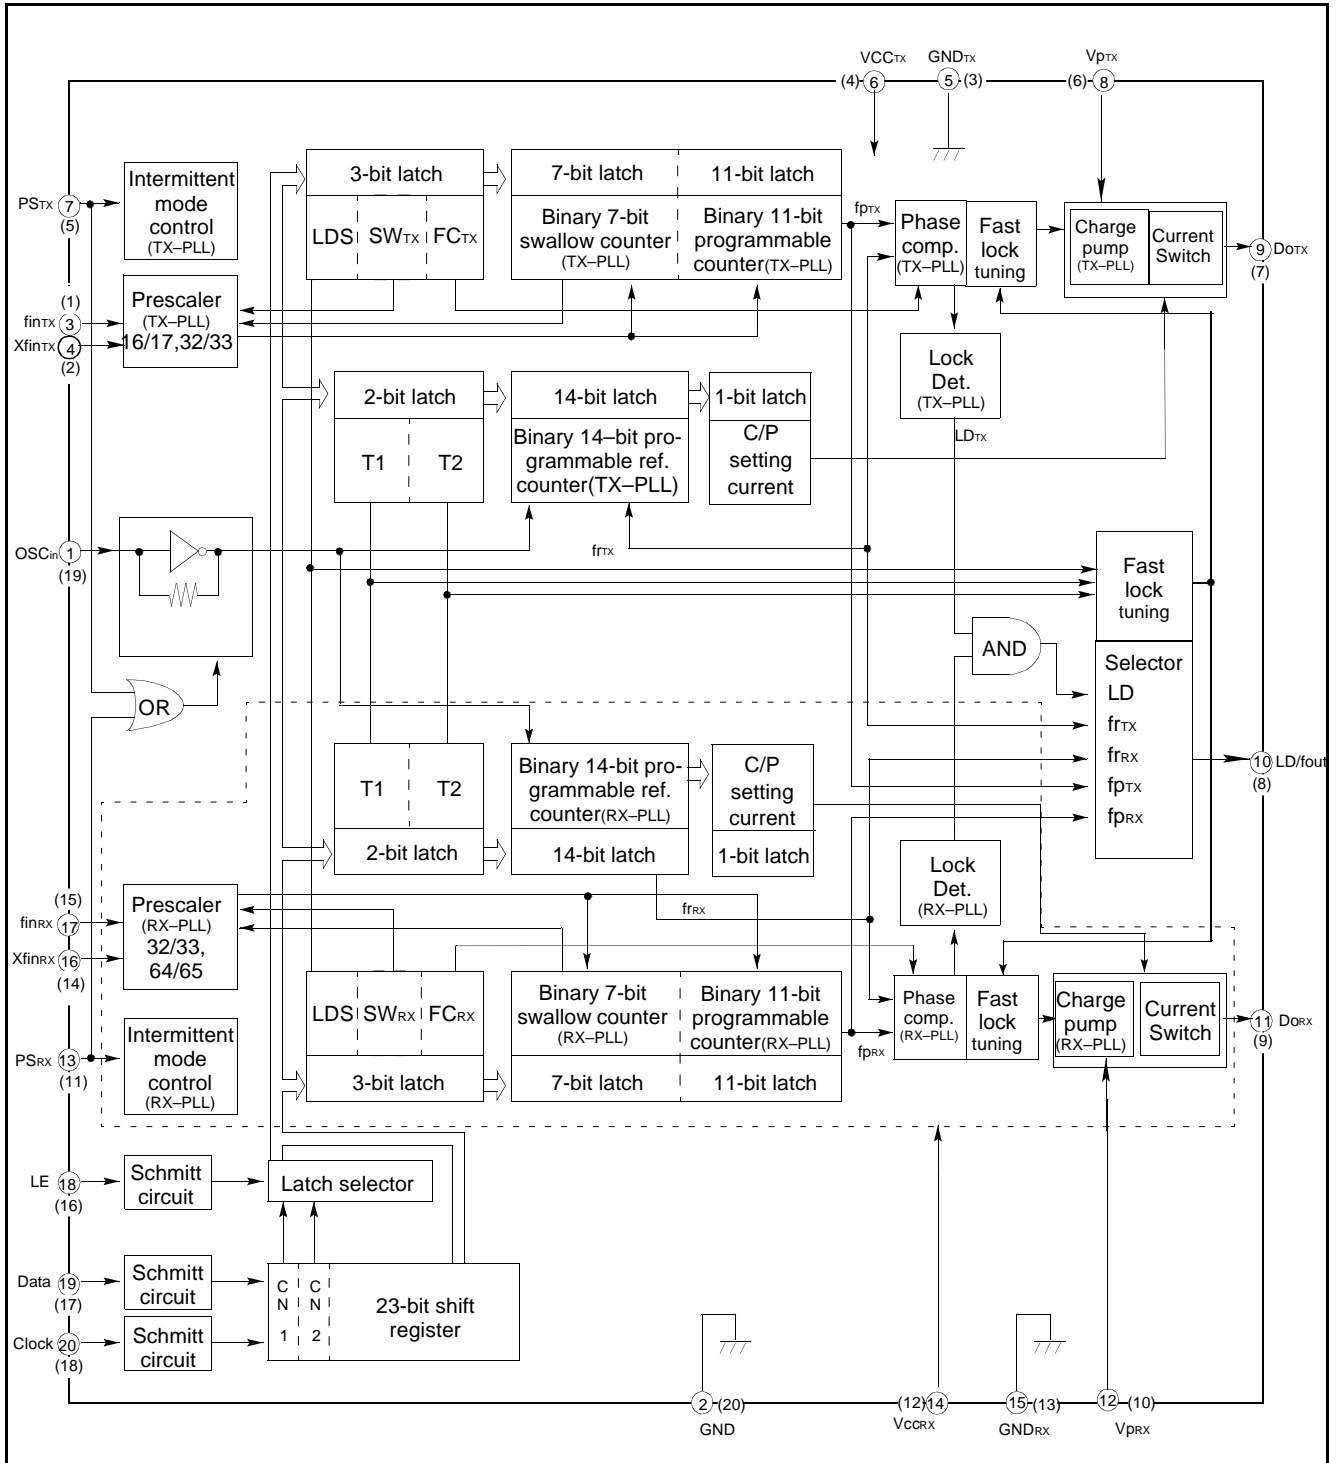 VCCTX
GNDTX
VpTX
(4) 6
5 (3)
(6) 8
Intermittent
mode
control
(TX–PLL)
PSTX 7
(5)
3-bit latch
LDS SWTX FCTX
7-bit latch
11-bit latch
Binary 7-bit
swallow counter
(TX–PLL)
Binary 11-bit
programmable
counter(TX–PLL)
fpTX
Phase
comp.
(TX–PLL)
Fast
lock
tuning
Charge
pump
(TX–PLL)
Current
Switch
9 DoTX
(7)
(1)
finTX 3
XfinTX 4
(2)
Prescaler
(TX–PLL)
16/17,32/33
Lock
Det.
(TX–PLL)
LDTX
2-bit latch
T1 T2
14-bit latch
Binary 14–bit pro-
grammable ref.
counter(TX–PLL)
1-bit latch
C/P
setting
current
OSCin 1
(19)
frTX
Fast
lock
tuning
AND
OR
Selector
LD
frTX
frRX
fpTX
fpRX
10 LD/fout
(8)
T1 T2
2-bit latch
Binary 14-bit pro-
grammable ref.
counter(RX–PLL)
14-bit latch
C/P
setting
current
1-bit latch
Lock
Det.
(RX–PLL)
frRX
(15)
finRX 17
XfinRX 16
(14)
Prescaler
(RX–PLL)
32/33,
64/65
LDS SWRX FCRX
3-bit latch
Binary 7-bit
swallow counter
(RX–PLL)
Binary 11-bit
programmable
counter(RX–PLL)
7-bit latch
11-bit latch
fpRX
Phase
comp.
(RX–PLL)
Fast
lock
tuning
Charge
pump
(RX–PLL)
Current
Switch
11 DoRX
(9)
PSRX 13
(11)
Intermittent
mode
control
(RX–PLL)
LE 18
(16)
Schmitt
circuit
Latch selector
Data 19
(17)
Schmitt
circuit
Clock 20
(18)
Schmitt
circuit
C
N
1
C
N
2
23-bit shift
register
2 (20)
GND
(12) 14
VccRX
15 (13)
GNDRX
12 (10)
VpRX